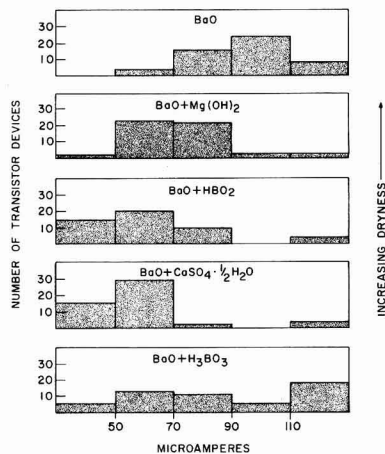 BaO
30
20
10
BaO+Mg(OH)2
30
20
10
BaO+HBO2
30
20
10
BaO+CaSO4·½H2O
30
20
10
BaO+H3BO3
30
20
10
50 70 90 110
MICROAMPERES
NUMBER OF TRANSISTOR DEVICES
INCREASING DRYNESS